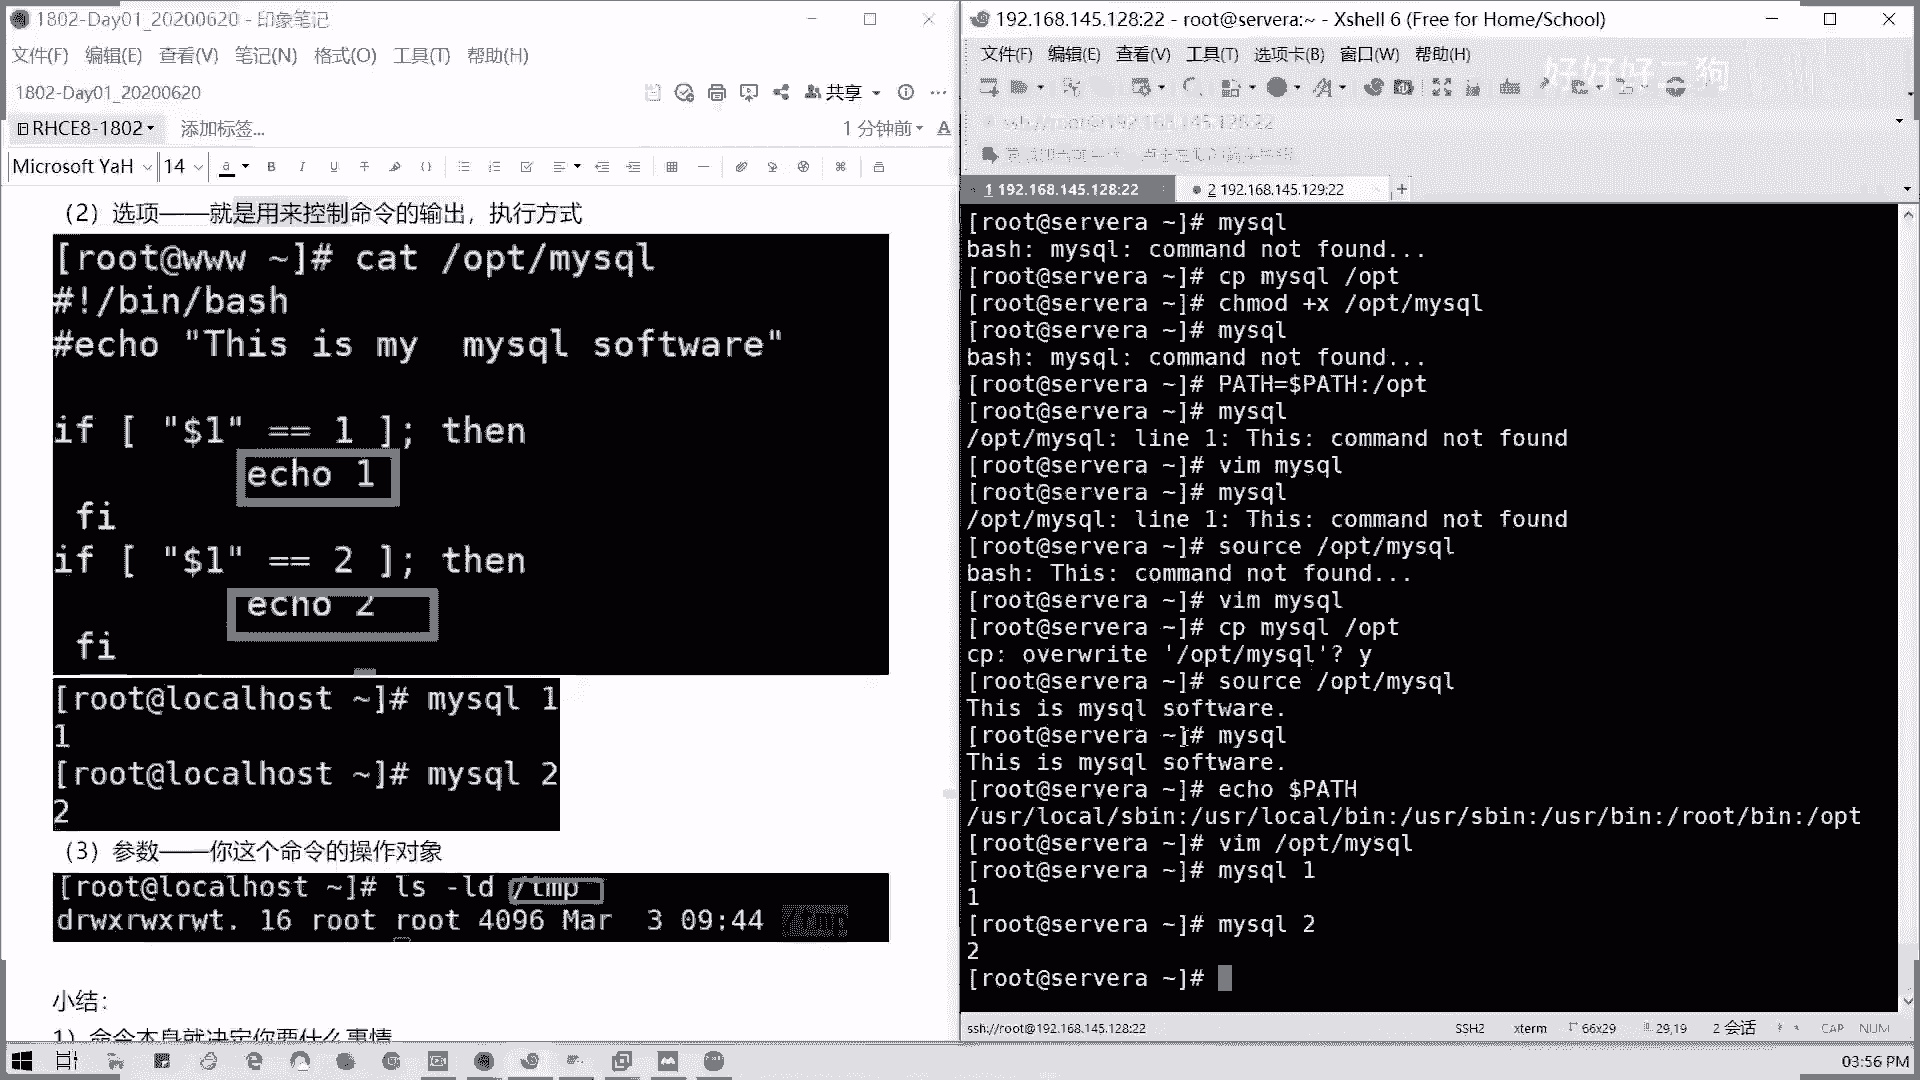 1802-Day01_20200620 - 印象笔记
文件(F) 编辑(E) 查看(V) 笔记(N) 格式(O) 工具(T) 帮助(H)
1802-Day01_20200620
共享
RHCE8-1802
添加标签...
1 分钟前
Microsoft YaH 14
（2）选项——就是用来控制命令的输出，执行方式
[root@www ~]# cat /opt/mysql
#!/bin/bash
#echo "This is my  mysql software"
if [ "$1" == 1 ]; then
echo 1
fi
if [ "$1" == 2 ]; then
echo 2
fi
[root@localhost ~]# mysql 1
1
[root@localhost ~]# mysql 2
2
（3）参数——你这个命令的操作对象
[root@localhost ~]# ls -ld /tmp
drwxrwxrwt. 16 root root 4096 Mar  3 09:44 /tmp
小结：
1）命令本身就决定你要什么事情
192.168.145.128:22 - root@servera:~ - Xshell 6 (Free for Home/School)
文件(F) 编辑(E) 查看(V) 工具(T) 选项卡(B) 窗口(W) 帮助(H)
好好好二狗
ssh://root@192.168.145.128:22
1 192.168.145.128:22
2 192.168.145.129:22
[root@servera ~]# mysql
bash: mysql: command not found...
[root@servera ~]# cp mysql /opt
[root@servera ~]# chmod +x /opt/mysql
[root@servera ~]# mysql
bash: mysql: command not found...
[root@servera ~]# PATH=$PATH:/opt
[root@servera ~]# mysql
/opt/mysql: line 1: This: command not found
[root@servera ~]# vim mysql
[root@servera ~]# mysql
/opt/mysql: line 1: This: command not found
[root@servera ~]# source /opt/mysql
bash: This: command not found...
[root@servera ~]# vim mysql
[root@servera ~]# cp mysql /opt
cp: overwrite '/opt/mysql'? y
[root@servera ~]# source /opt/mysql
This is mysql software.
[root@servera ~]# mysql
This is mysql software.
[root@servera ~]# echo $PATH
/usr/local/sbin:/usr/local/bin:/usr/sbin:/usr/bin:/root/bin:/opt
[root@servera ~]# vim /opt/mysql
[root@servera ~]# mysql 1
1
[root@servera ~]# mysql 2
2
[root@servera ~]#
ssh://root@192.168.145.128:22 SSH2 xterm 66x29 29,19 2 会话 CAP NUM
03:56 PM